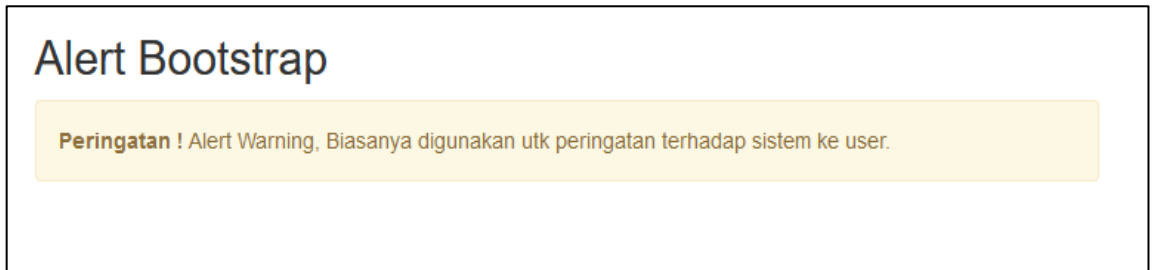 Alert Bootstrap
Peringatan ! Alert Warning, Biasanya digunakan utk peringatan terhadap sistem ke user.